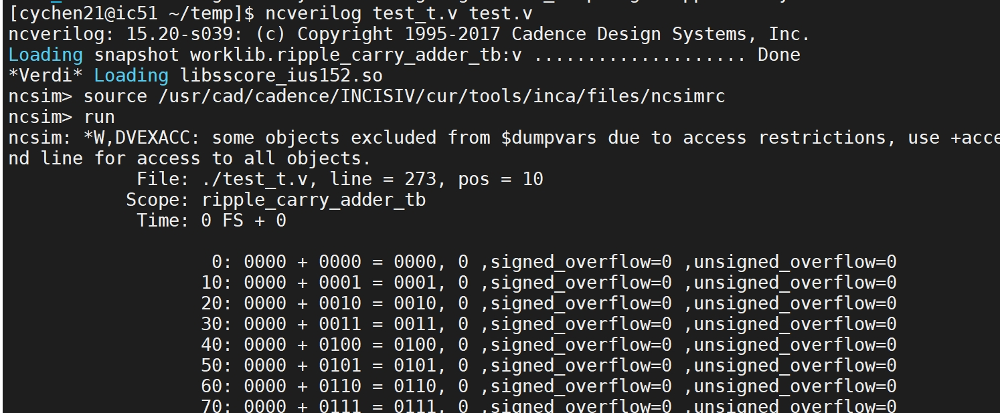 [cychen21@ic51 ~/temp]$ ncverilog test_t.v test.v
ncverilog: 15.20-s039: (c) Copyright 1995-2017 Cadence Design Systems, Inc.
Loading snapshot worklib.ripple_carry_adder_tb:v .................... Done
*Verdi* Loading libsscore_ius152.so
ncsim> source /usr/cad/cadence/INCISIV/cur/tools/inca/files/ncsimrc
ncsim> run
ncsim: *W,DVEXACC: some objects excluded from $dumpvars due to access restrictions, use +acce
nd line for access to all objects.
File: ./test_t.v, line = 273, pos = 10
Scope: ripple_carry_adder_tb
Time: 0 FS + 0
0: 0000 + 0000 = 0000, 0 ,signed_overflow=0 ,unsigned_overflow=0
10: 0000 + 0001 = 0001, 0 ,signed_overflow=0 ,unsigned_overflow=0
20: 0000 + 0010 = 0010, 0 ,signed_overflow=0 ,unsigned_overflow=0
30: 0000 + 0011 = 0011, 0 ,signed_overflow=0 ,unsigned_overflow=0
40: 0000 + 0100 = 0100, 0 ,signed_overflow=0 ,unsigned_overflow=0
50: 0000 + 0101 = 0101, 0 ,signed_overflow=0 ,unsigned_overflow=0
60: 0000 + 0110 = 0110, 0 ,signed_overflow=0 ,unsigned_overflow=0
70: 0000 + 0111 = 0111, 0 ,signed_overflow=0 ,unsigned_overflow=0